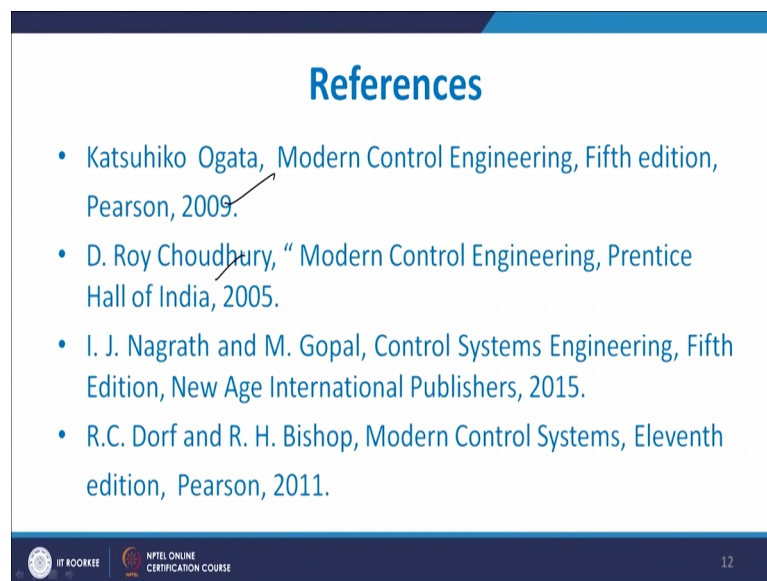 References
• Katsuhiko Ogata, Modern Control Engineering, Fifth edition,
Pearson, 2009.
• D. Roy Choudhury, “ Modern Control Engineering, Prentice
Hall of India, 2005.
• I. J. Nagrath and M. Gopal, Control Systems Engineering, Fifth
Edition, New Age International Publishers, 2015.
• R.C. Dorf and R. H. Bishop, Modern Control Systems, Eleventh
edition, Pearson, 2011.
IIT ROORKEE
NPTEL ONLINE
CERTIFICATION COURSE
12